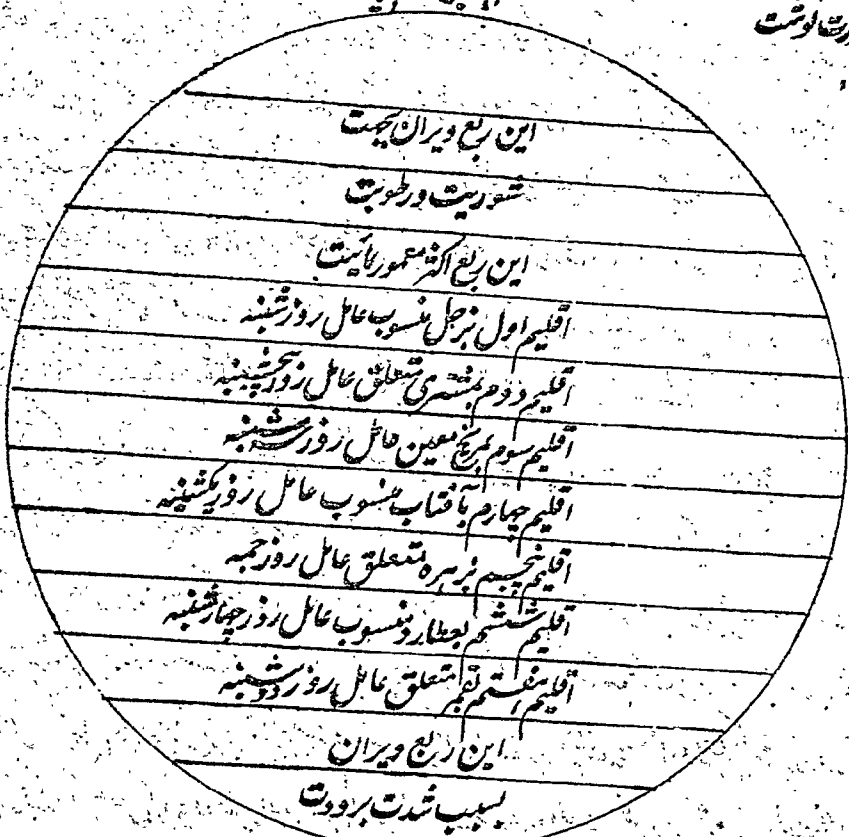 این ربع ویران بجهت
شوریت و رطوبت
این ربع اکثر معموره نیست
اقلیم اول بزحل منسوب عامل روز شنبه
اقلیم دوم بمشتری متعلق عامل روز پنجشنبه
اقلیم سوم بمریخ معین عامل روز سه شنبه
اقلیم چهارم بآفتاب منسوب عامل روز یکشنبه
اقلیم پنجم بزهره متعلق عامل روز جمعه
اقلیم ششم بعطارد منسوب عامل روز چهارشنبه
اقلیم هفتم بقمر متعلق عامل روز دوشنبه
این ربع ویران
بسبب شدت برودت